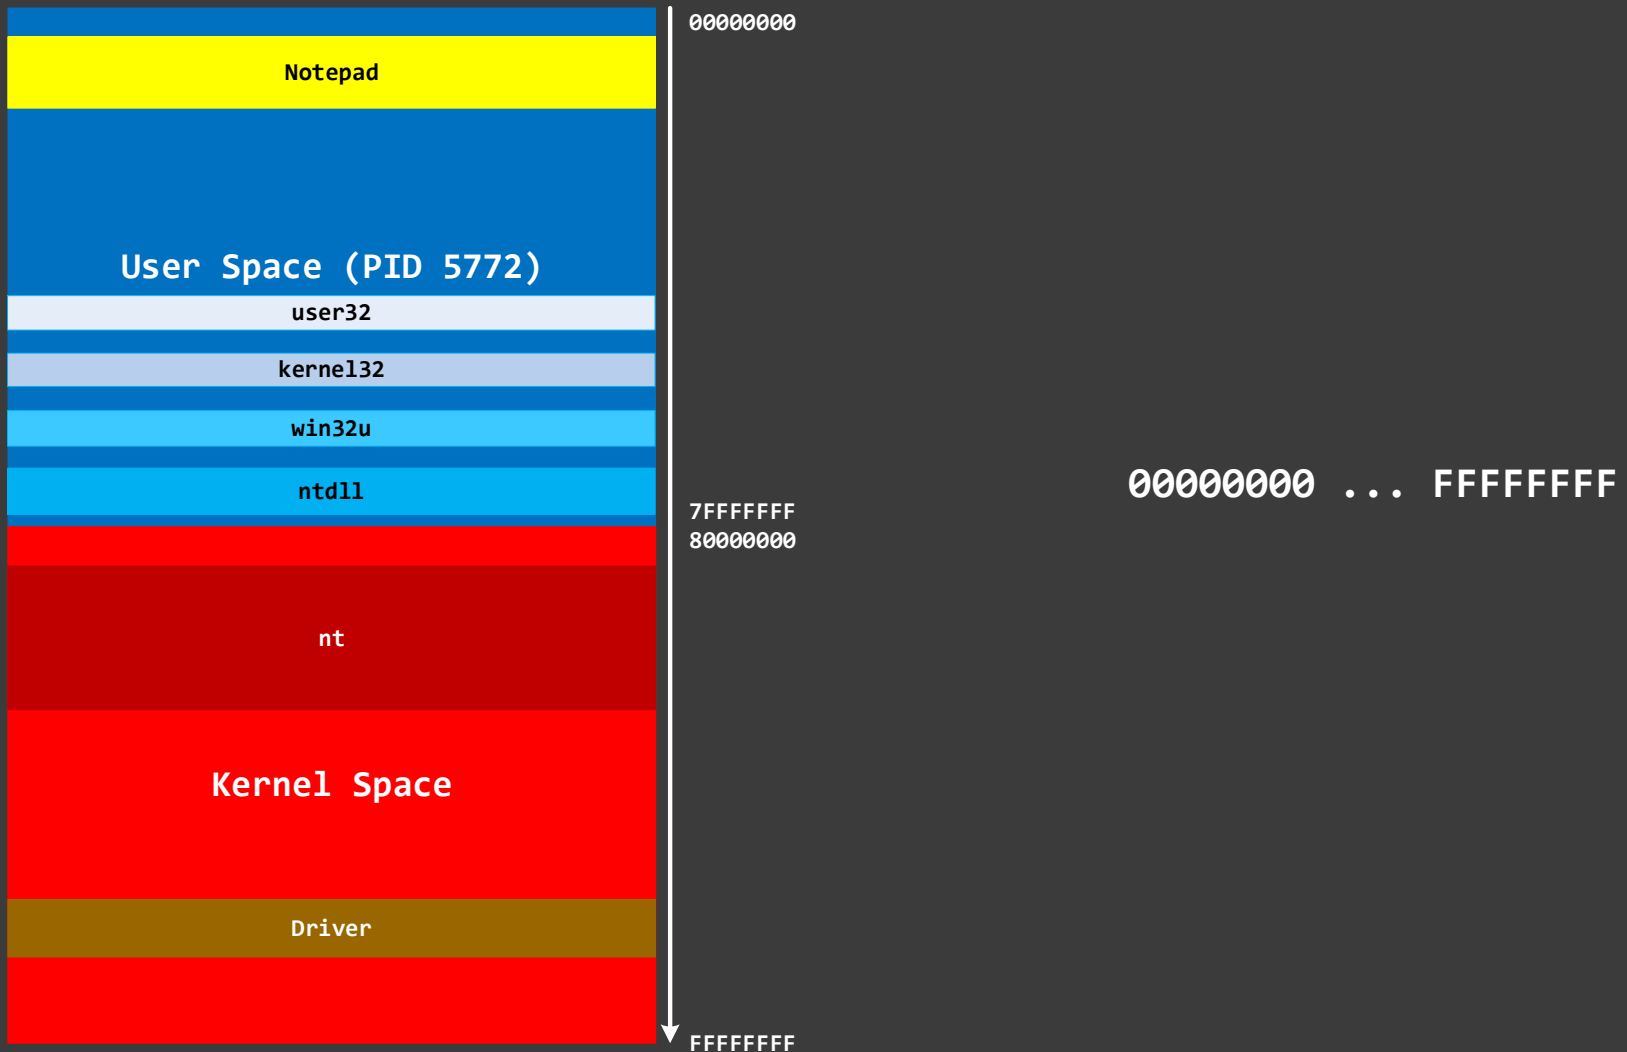 00000000
Notepad
User Space (PID 5772)
user32
kernel32
win32u
ntdll
00000000 ... FFFFFFFF
7FFFFFFF
80000000
nt
Kernel Space
Driver
FFFFFFFF